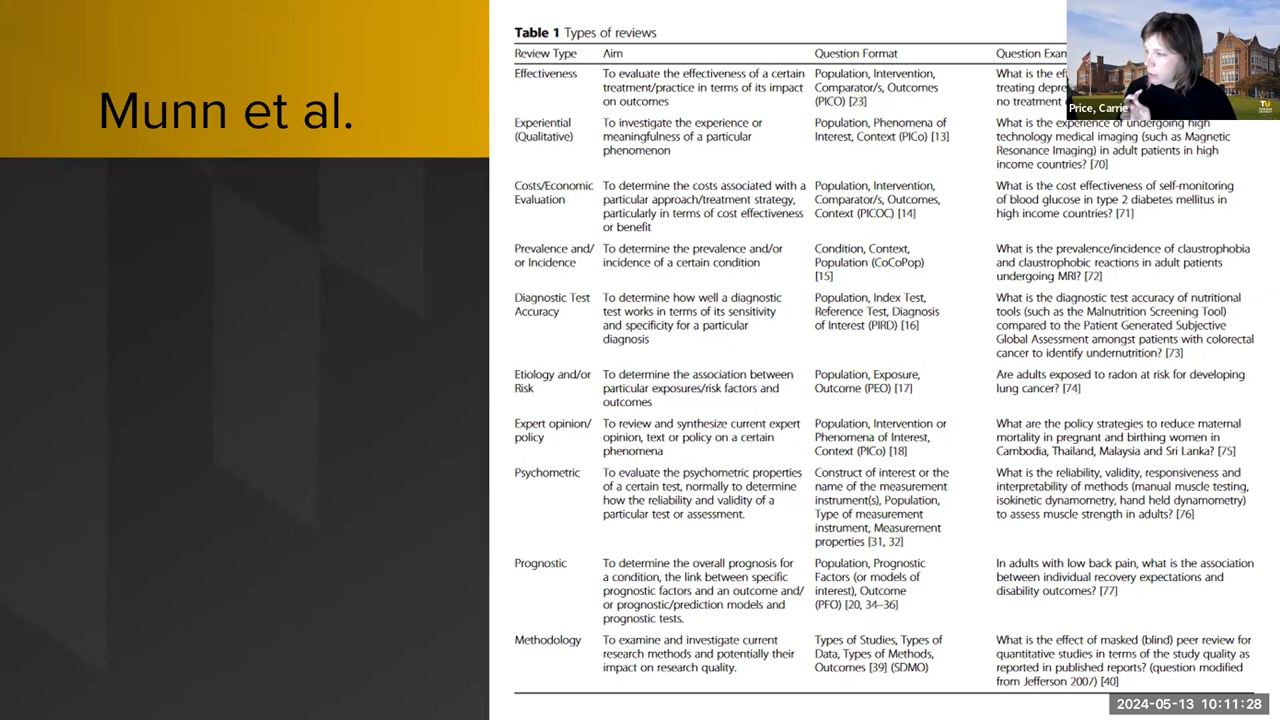 Munn et al.
Table 1 Types of reviews
Review Type Aim Question Format Question Exam
Effectiveness
To evaluate the effectiveness of a certain
treatment/practice in terms of its impact
on outcomes
Population, Intervention,
Comparator/s, Outcomes
(PICO) [23]
What is the ef
treating depre
no treatment
Experiential
(Qualitative)
To investigate the experience or
meaningfulness of a particular
phenomenon
Population, Phenomena of
Interest, Context (PICo) [13]
What is the experience of undergoing high
technology medical imaging (such as Magnetic
Resonance Imaging) in adult patients in high
income countries? [70]
Costs/Economic
Evaluation
To determine the costs associated with a
particular approach/treatment strategy,
particularly in terms of cost effectiveness
or benefit
Population, Intervention,
Comparator/s, Outcomes,
Context (PICOC) [14]
What is the cost effectiveness of self-monitoring
of blood glucose in type 2 diabetes mellitus in
high income countries? [71]
Prevalence and/
or Incidence
To determine the prevalence and/or
incidence of a certain condition
Condition, Context,
Population (CoCoPop)
[15]
What is the prevalence/incidence of claustrophobia
and claustrophobic reactions in adult patients
undergoing MRI? [72]
Diagnostic Test
Accuracy
To determine how well a diagnostic
test works in terms of its sensitivity
and specificity for a particular
diagnosis
Population, Index Test,
Reference Test, Diagnosis
of Interest (PIRD) [16]
What is the diagnostic test accuracy of nutritional
tools (such as the Malnutrition Screening Tool)
compared to the Patient Generated Subjective
Global Assessment amongst patients with colorectal
cancer to identify undernutrition? [73]
Etiology and/or
Risk
To determine the association between
particular exposures/risk factors and
outcomes
Population, Exposure,
Outcome (PEO) [17]
Are adults exposed to radon at risk for developing
lung cancer? [74]
Expert opinion/
policy
To review and synthesize current expert
opinion, text or policy on a certain
phenomena
Population, Intervention or
Phenomena of Interest,
Context (PICo) [18]
What are the policy strategies to reduce maternal
mortality in pregnant and birthing women in
Cambodia, Thailand, Malaysia and Sri Lanka? [75]
Psychometric
To evaluate the psychometric properties
of a certain test, normally to determine
how the reliability and validity of a
particular test or assessment.
Construct of interest or the
name of the measurement
instrument(s), Population,
Type of measurement
instrument, Measurement
properties [31, 32]
What is the reliability, validity, responsiveness and
interpretability of methods (manual muscle testing,
isokinetic dynamometry, hand held dynamometry)
to assess muscle strength in adults? [76]
Prognostic
To determine the overall prognosis for
a condition, the link between specific
prognostic factors and an outcome and/
or prognostic/prediction models and
prognostic tests.
Population, Prognostic
Factors (or models of
interest), Outcome
(PFO) [20, 34–36]
In adults with low back pain, what is the association
between individual recovery expectations and
disability outcomes? [77]
Methodology
To examine and investigate current
research methods and potentially their
impact on research quality.
Types of Studies, Types of
Data, Types of Methods,
Outcomes [39] (SDMO)
What is the effect of masked (blind) peer review for
quantitative studies in terms of the study quality as
reported in published reports? (question modified
from Jefferson 2007) [40]
Price, Carrie
TU
2024-05-13 10:11:28